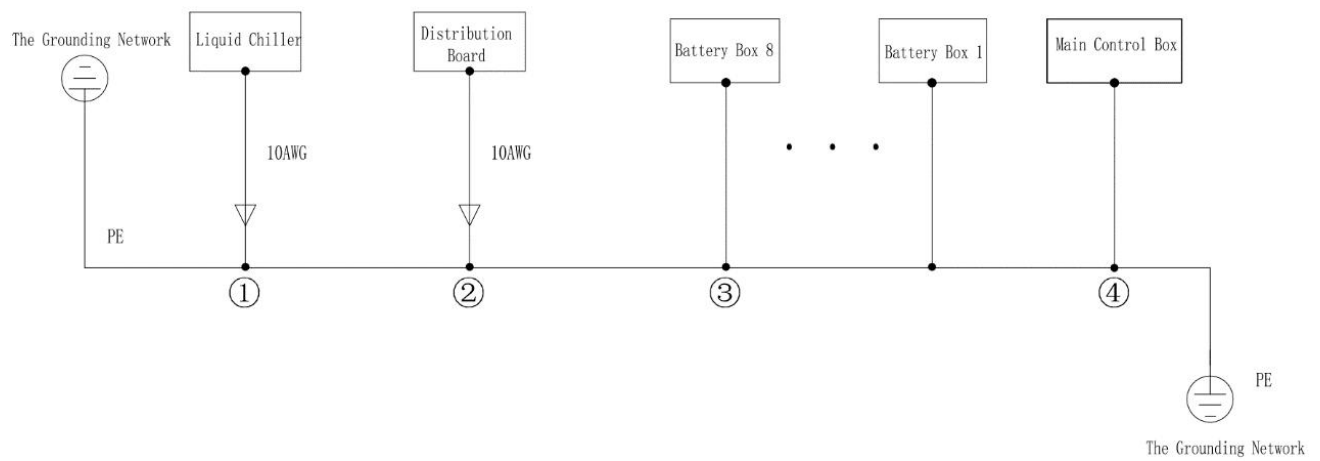 The Grounding Network
Liquid Chiller
Distribution
Board
Battery Box 8
Battery Box 1
Main Control Box
10AWG
10AWG
PE
①
②
③
④
PE
The Grounding Network